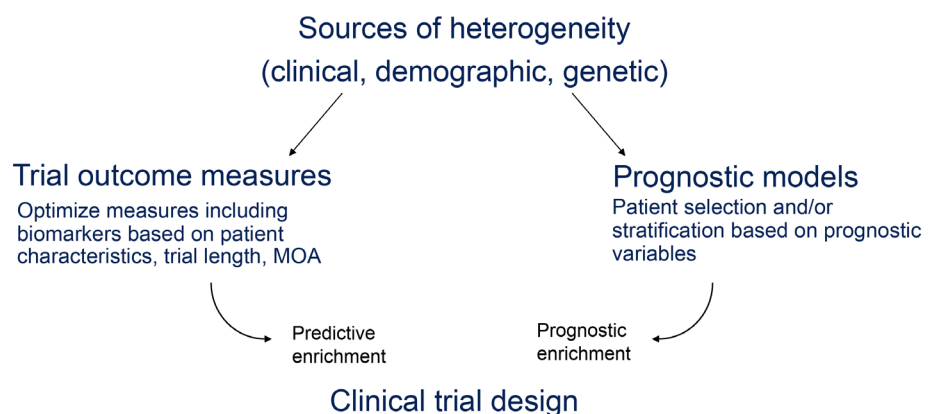 Sources of heterogeneity
(clinical, demographic, genetic)
Trial outcome measures
Optimize measures including
biomarkers based on patient
characteristics, trial length, MOA
Prognostic models
Patient selection and/or
stratification based on prognostic
variables
Predictive
enrichment
Prognostic
enrichment
Clinical trial design